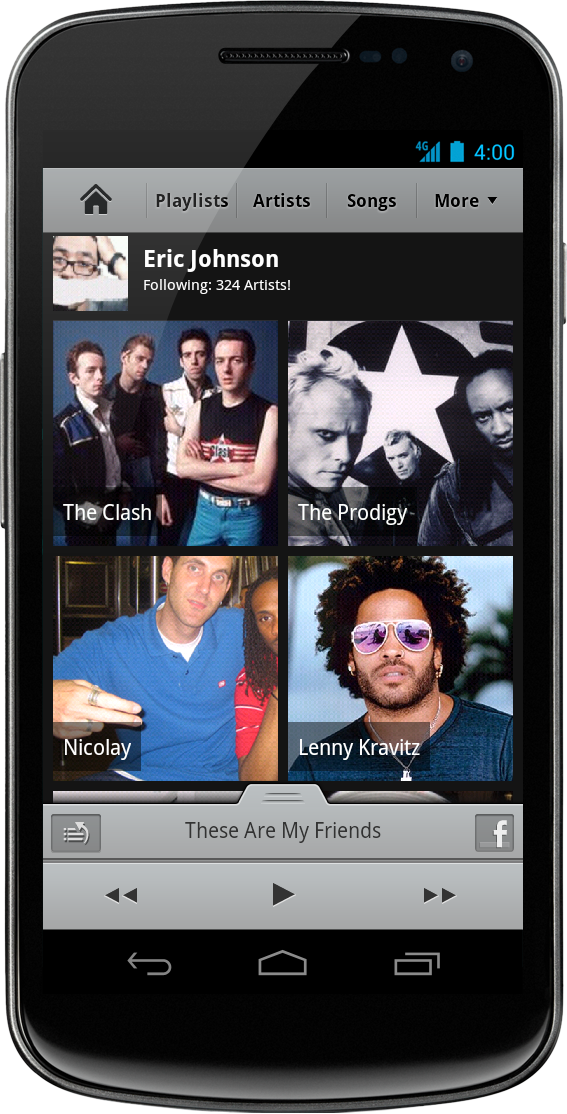 4G 4:00
Playlists Artists Songs More
Eric Johnson
Following: 324 Artists!
The Clash The Prodigy
Nicolay Lenny Kravitz
These Are My Friends
f